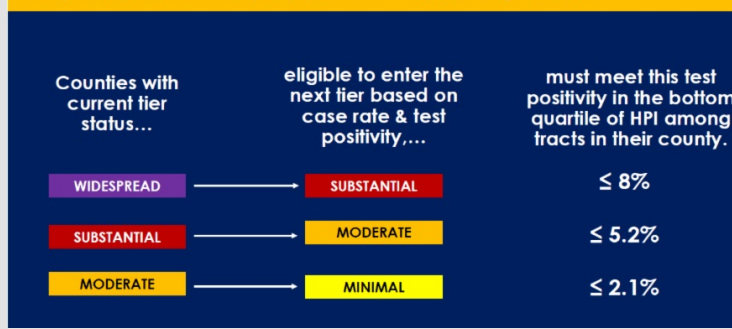 Counties with
current tier
status...
eligible to enter the
next tier based on
case rate & test
positivity,...
must meet this test
positivity in the bottom
quartile of HPI among
tracts in their county.
WIDESPREAD
SUBSTANTIAL
≤ 8%
SUBSTANTIAL
MODERATE
≤ 5.2%
MODERATE
MINIMAL
≤ 2.1%